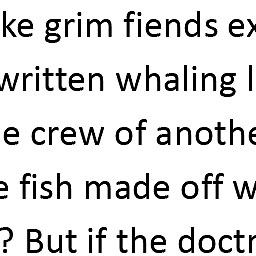 ke grim fiends ex
written whaling l
e crew of anothe
e fish made off w
? But if the doctr